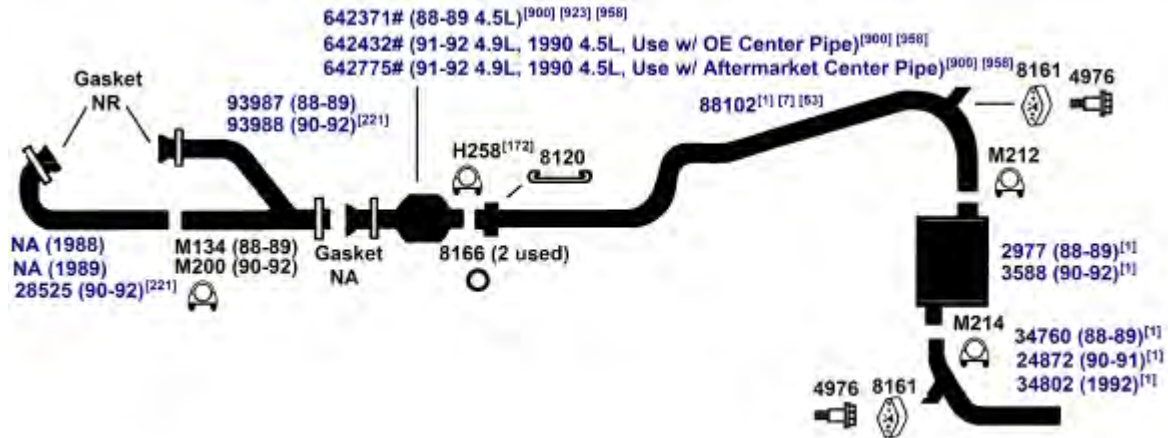 642371# (88-89 4.5L)[900] [923] [958]
642432# (91-92 4.9L, 1990 4.5L, Use w/ OE Center Pipe)[900] [958]
642775# (91-92 4.9L, 1990 4.5L, Use w/ Aftermarket Center Pipe)[900] [958]
8161 4976
Gasket
NR
93987 (88-89)
93988 (90-92)[221]
88102[1] [7] [53]
H258[172] 8120
M212
NA (1988)
NA (1989)
28525 (90-92)[221]
M134 (88-89)
M200 (90-92)
Gasket
NA
8166 (2 used)
2977 (88-89)[1]
3588 (90-92)[1]
M214
34760 (88-89)[1]
24872 (90-91)[1]
34802 (1992)[1]
4976 8161